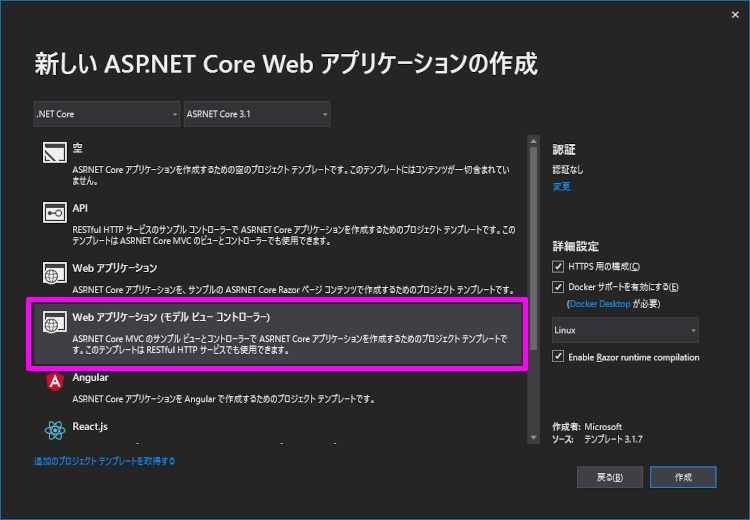 新しい ASP.NET Core Web アプリケーションの作成
.NET Core
ASP.NET Core 3.1
空
ASP.NET Core アプリケーションを作成するための空のプロジェクト テンプレートです。このテンプレートにはコンテンツが一切含まれてい
ません。
API
RESTful HTTP サービスのサンプル コントローラーで ASP.NET Core アプリケーションを作成するためのプロジェクト テンプレートです。この
テンプレートは ASP.NET Core MVC のビューとコントローラーでも使用できます。
Web アプリケーション
ASP.NET Core アプリケーションを、サンプルの ASP.NET Core Razor ページ コンテンツで作成するためのプロジェクト テンプレートです。
Web アプリケーション (モデル ビュー コントローラー)
ASP.NET Core MVC のサンプル ビューとコントローラーで ASP.NET Core アプリケーションを作成するためのプロジェクト テンプレートで
す。このテンプレートは RESTful HTTP サービスでも使用できます。
Angular
ASP.NET Core アプリケーションを Angular で作成するためのプロジェクト テンプレートです。
React.js
追加のプロジェクト テンプレートを取得する
認証
認証なし
変更
詳細設定
HTTPS 用の構成(C)
Docker サポートを有効にする(E)
(Docker Desktop が必要)
Linux
Enable Razor runtime compilation
作成者: Microsoft
ソース: テンプレート 3.1.7
戻る(B)
作成